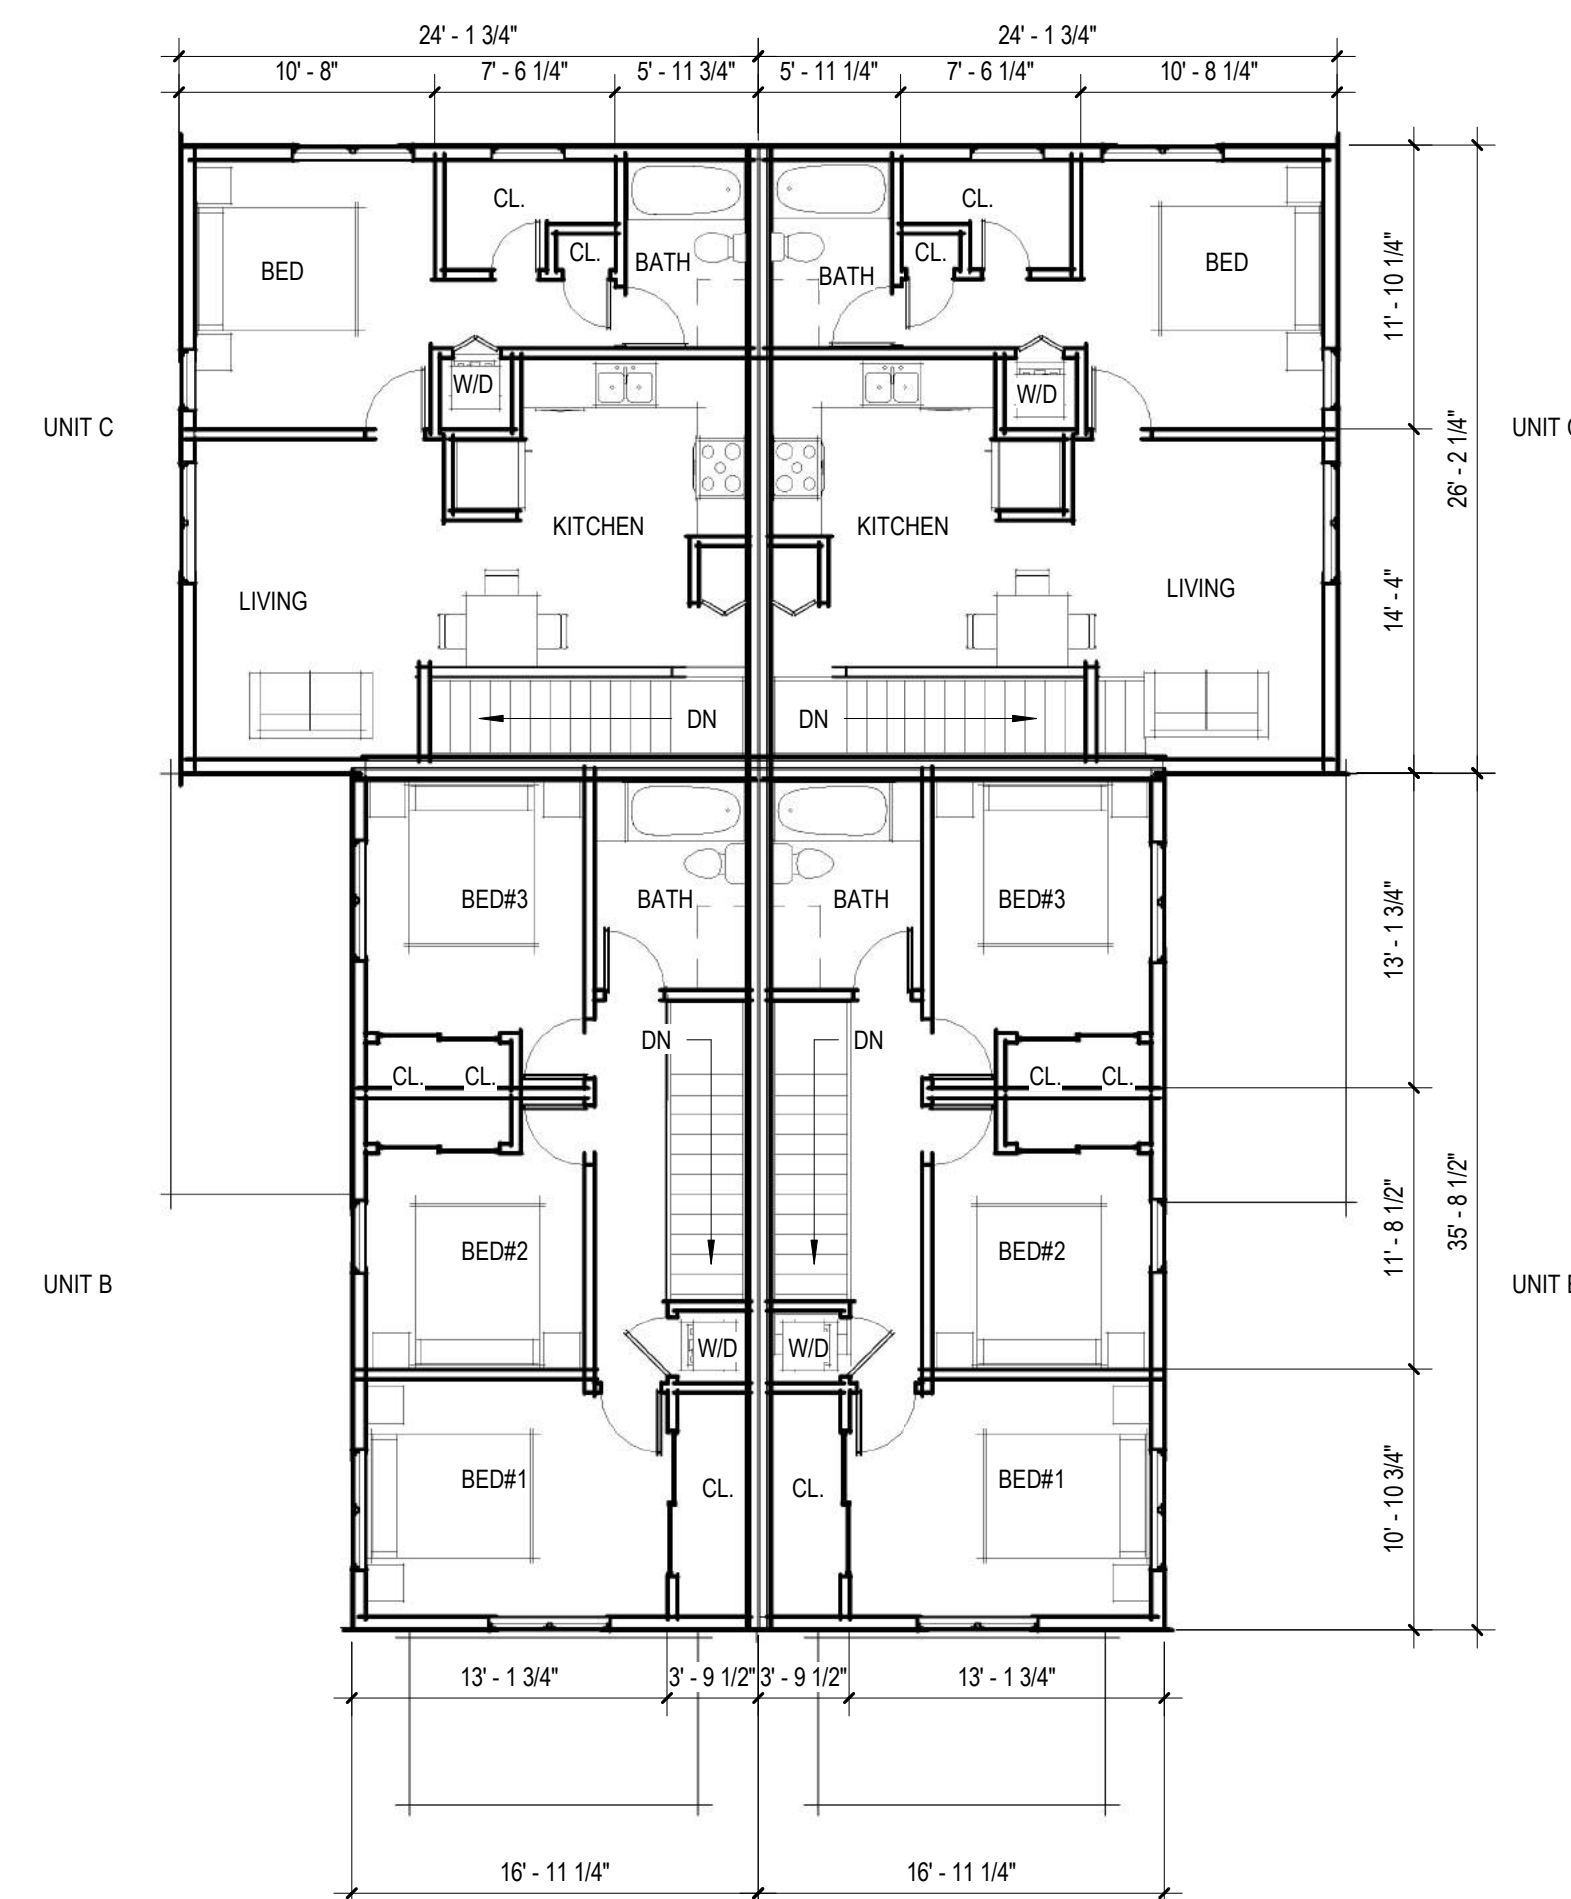 24' - 1 3/4" 24' - 1 3/4"
10' - 8" 7' - 6 1/4" 5' - 11 3/4" 5' - 11 1/4" 7' - 6 1/4" 10' - 8 1/4"
CL. CL.
CL. CL.
BED BATH BATH BED
11' - 10 1/4"
W/D W/D
UNIT C UNIT C
26' - 2 1/4"
KITCHEN KITCHEN
LIVING LIVING
14' - 4"
DN DN
BED#3 BATH BATH BED#3
13' - 1 3/4"
DN DN
CL. CL. CL. CL.
BED#2 BED#2
11' - 8 1/2"
35' - 8 1/2"
UNIT B UNIT B
W/D W/D
BED#1 CL. CL. BED#1
10' - 10 3/4"
13' - 1 3/4" 3' - 9 1/2" 3' - 9 1/2" 13' - 1 3/4"
16' - 11 1/4" 16' - 11 1/4"